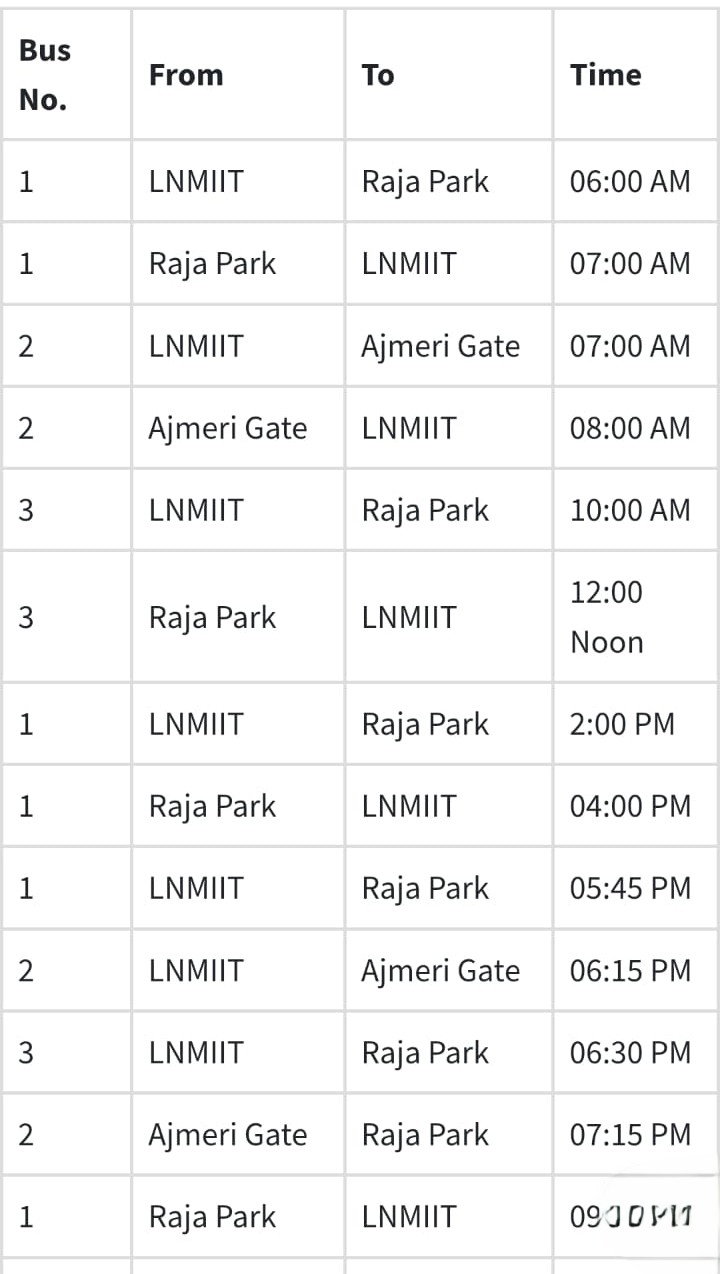 Bus No. From To Time
1 LNMIIT Raja Park 06:00 AM
1 Raja Park LNMIIT 07:00 AM
2 LNMIIT Ajmeri Gate 07:00 AM
2 Ajmeri Gate LNMIIT 08:00 AM
3 LNMIIT Raja Park 10:00 AM
3 Raja Park LNMIIT 12:00 Noon
1 LNMIIT Raja Park 2:00 PM
1 Raja Park LNMIIT 04:00 PM
1 LNMIIT Raja Park 05:45 PM
2 LNMIIT Ajmeri Gate 06:15 PM
3 LNMIIT Raja Park 06:30 PM
2 Ajmeri Gate Raja Park 07:15 PM
1 Raja Park LNMIIT